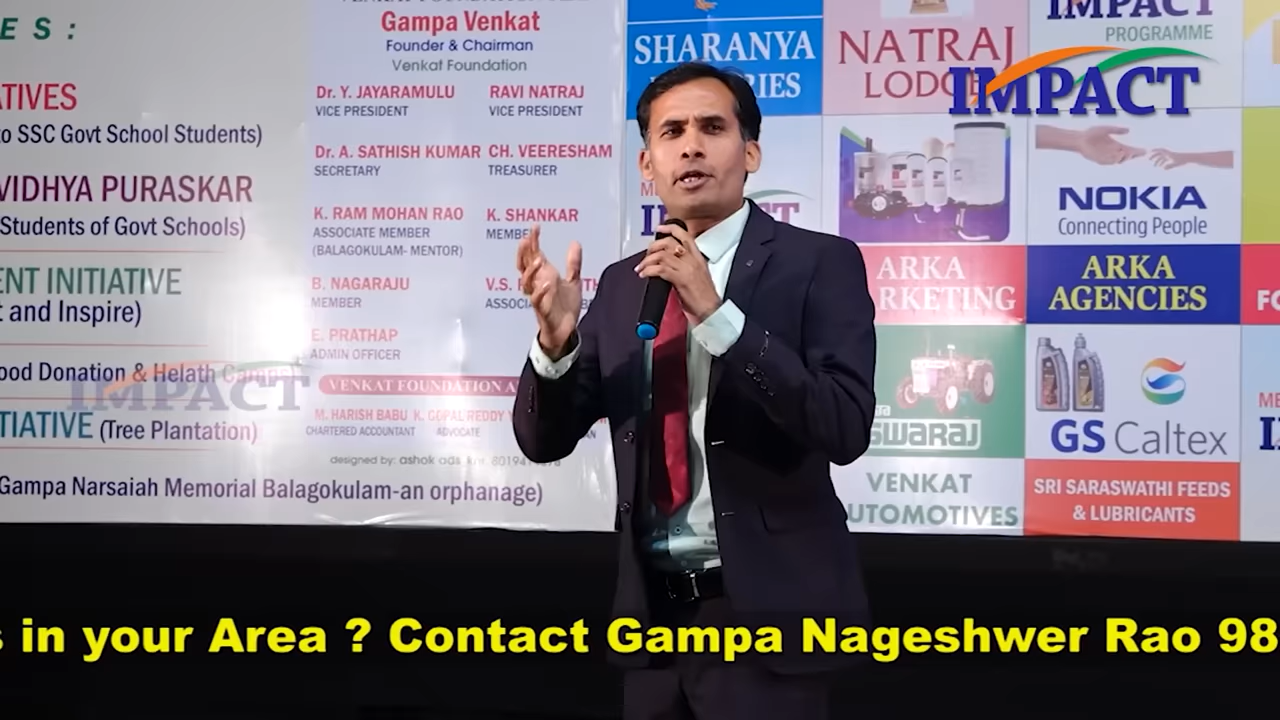 ES:
ATIVES
to SSC Govt School Students)
VIDHYA PURASKAR
Students of Govt Schools)
ENT INITIATIVE
t and Inspire)
ood Donation & Helath Camps
TIATIVE (Tree Plantation)
Gampa Narsaiah Memorial Balagokulam-an orphanage)
IMPACT
Gampa Venkat
Founder & Chairman
Venkat Foundation
Dr. Y. JAYARAMULU
VICE PRESIDENT
RAVI NATRAJ
VICE PRESIDENT
Dr. A. SATHISH KUMAR
SECRETARY
CH. VEERESHAM
TREASURER
K. RAM MOHAN RAO
ASSOCIATE MEMBER
(BALAGOKULAM- MENTOR)
K. SHANKAR
B. NAGARAJU
MEMBER
V.S.
E. PRATHAP
ADMIN OFFICER
VENKAT FOUNDATION
M. HARISH BABU
CHARTERED ACCOUNTANT
K. GOPAL REDDY
ADVOCATE
designed by: ashok ads
SHARANYA
NATRAJ
LODGE
IMPACT
PROGRAMME
IMPACT
NOKIA
Connecting People
ARKA
RKETING
ARKA
AGENCIES
SWARAJ
GS Caltex
VENKAT
UTOMOTIVES
SRI SARASWATHI FEEDS
& LUBRICANTS
s in your Area ? Contact Gampa Nageshwer Rao 98